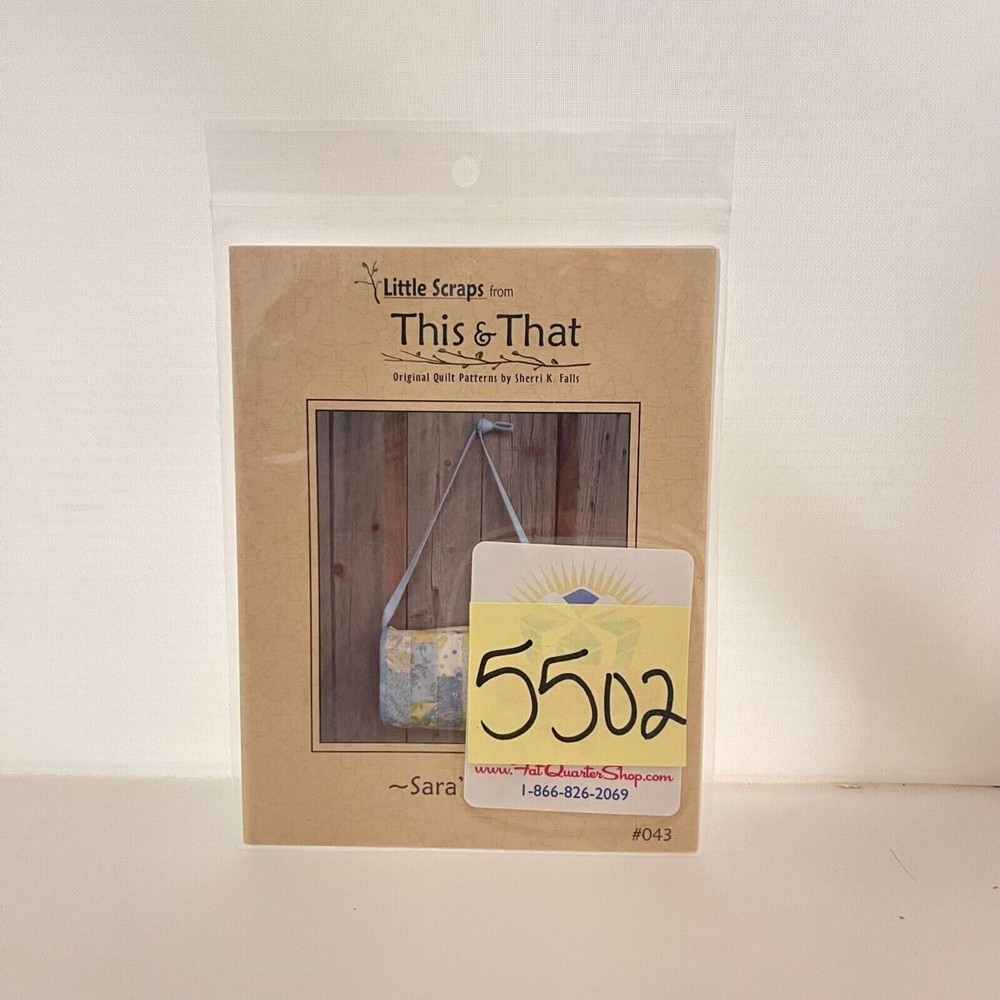 Little Scraps from
This & That
Original Quilt Patterns by Sherri K. Falls
5502
www.FatQuarterShop.com
1-866-826-2069
~Sara'
#043